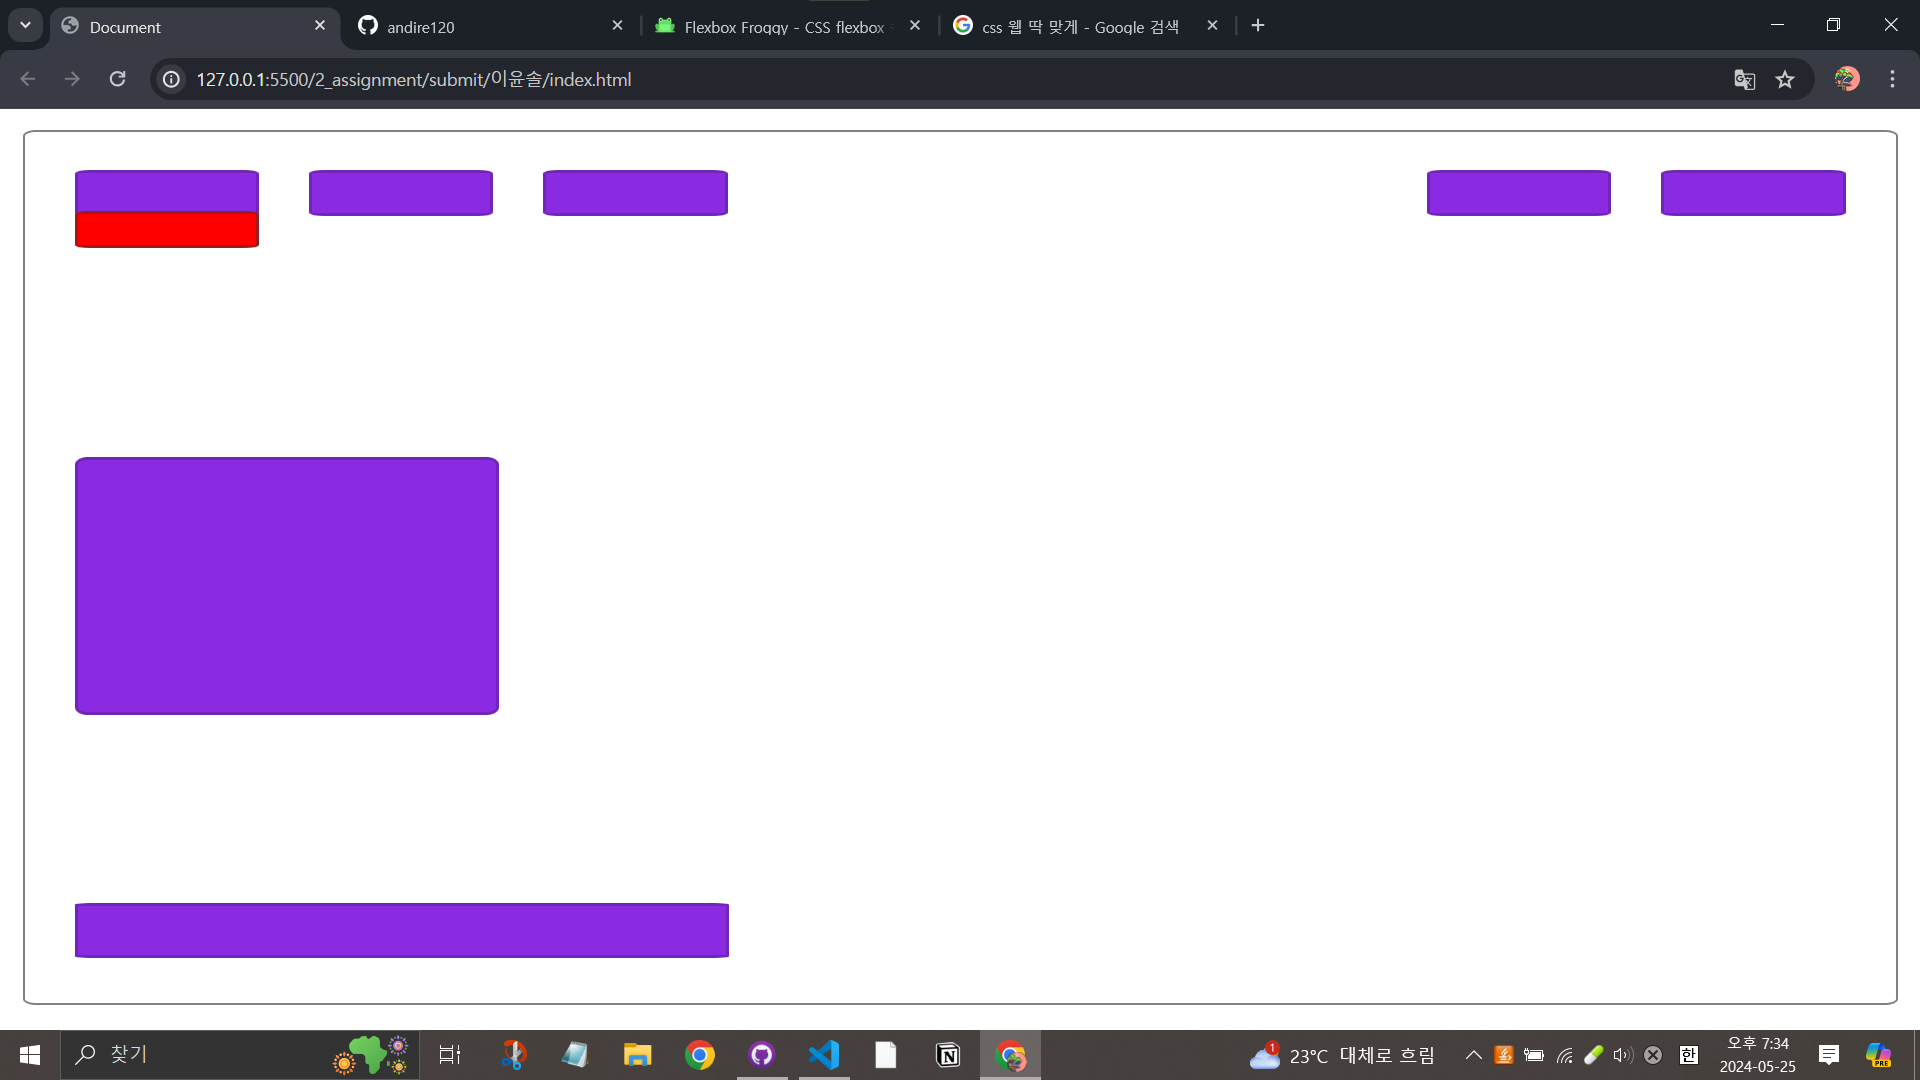 Document
andire120
Flexbox Froggy - CSS flexbox
css 웹 딱 맞게 - Google 검색
127.0.0.1:5500/2_assignment/submit/이윤솔/index.html
찾기
1
23°C 대체로 흐림
한
오후 7:34
2024-05-25
PRE